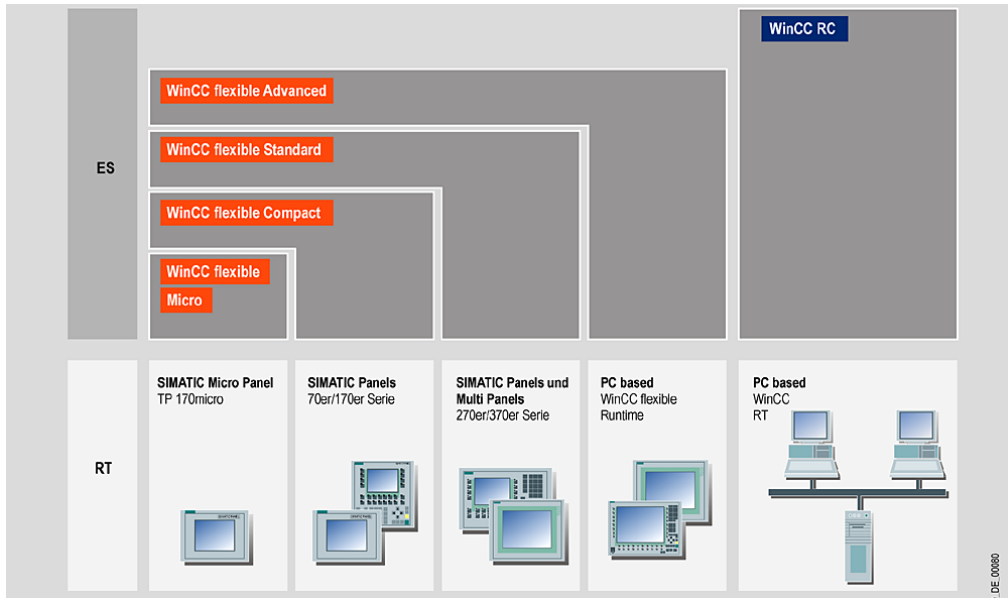 WinCC RC
WinCC flexible Advanced
WinCC flexible Standard
ES
WinCC flexible Compact
WinCC flexible
Micro
RT
SIMATIC Micro Panel
TP 170micro
SIMATIC Panels
70er/170er Serie
SIMATIC Panels und
Multi Panels
270er/370er Serie
PC based
WinCC flexible
Runtime
PC based
WinCC
RT
_DE_00080